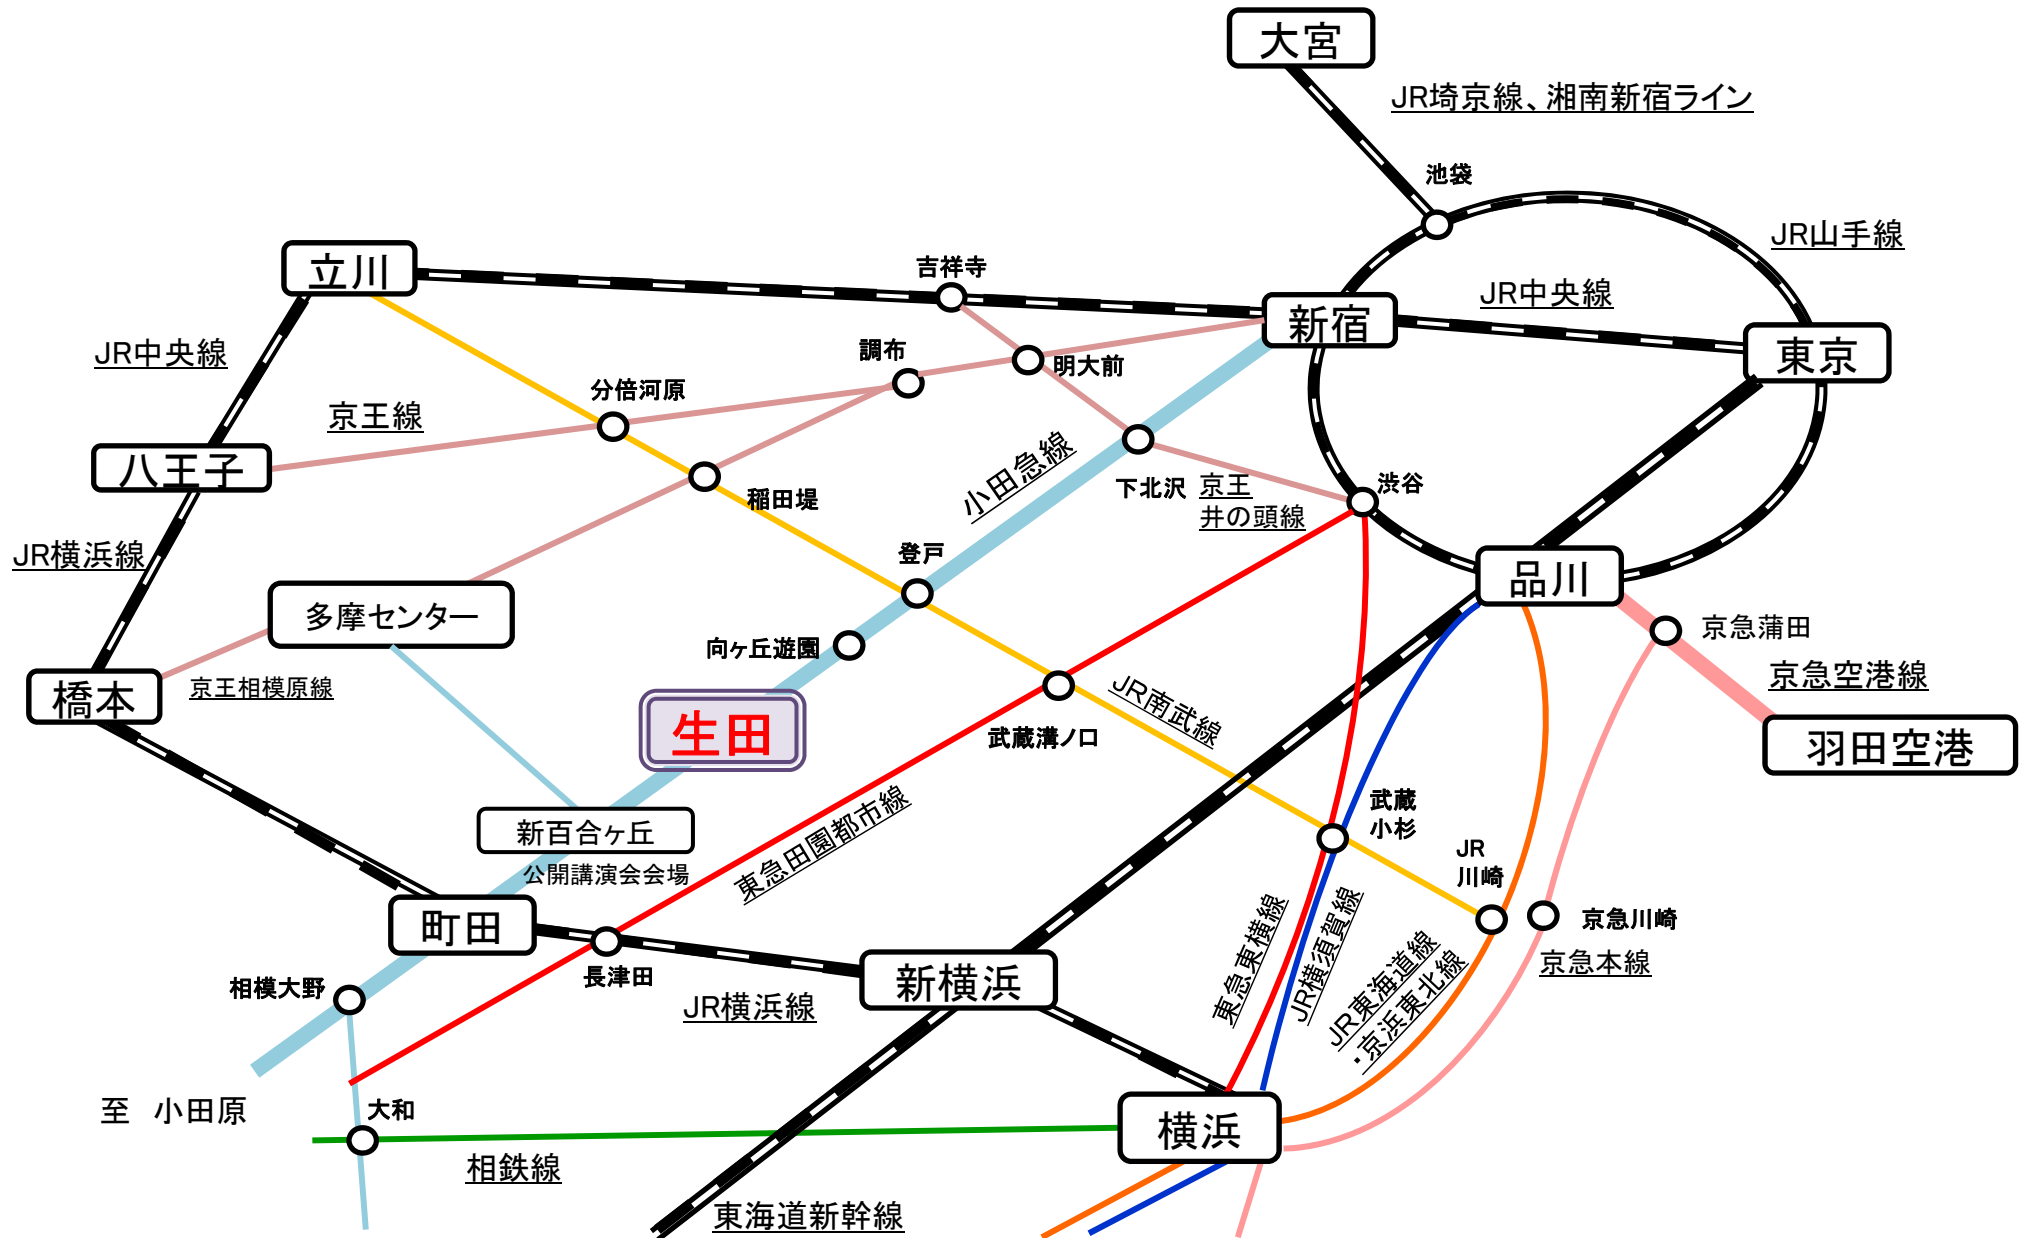 大宮
JR埼京線、湘南新宿ライン
池袋
JR山手線
立川
吉祥寺
新宿
JR中央線
東京
JR中央線
調布
明大前
分倍河原
京王線
八王子
小田急線
下北沢
京王
井の頭線
渋谷
稲田堤
JR横浜線
登戸
品川
多摩センター
向ヶ丘遊園
京急蒲田
京急空港線
橋本
京王相模原線
生田
武蔵溝ノ口
JR南武線
羽田空港
新百合ヶ丘
公開講演会会場
東急田園都市線
武蔵
小杉
JR
川崎
町田
京急川崎
京急本線
相模大野
長津田
新横浜
JR横浜線
東急東横線
JR横須賀線
JR東海道線
・京浜東北線
至 小田原
大和
横浜
相鉄線
東海道新幹線